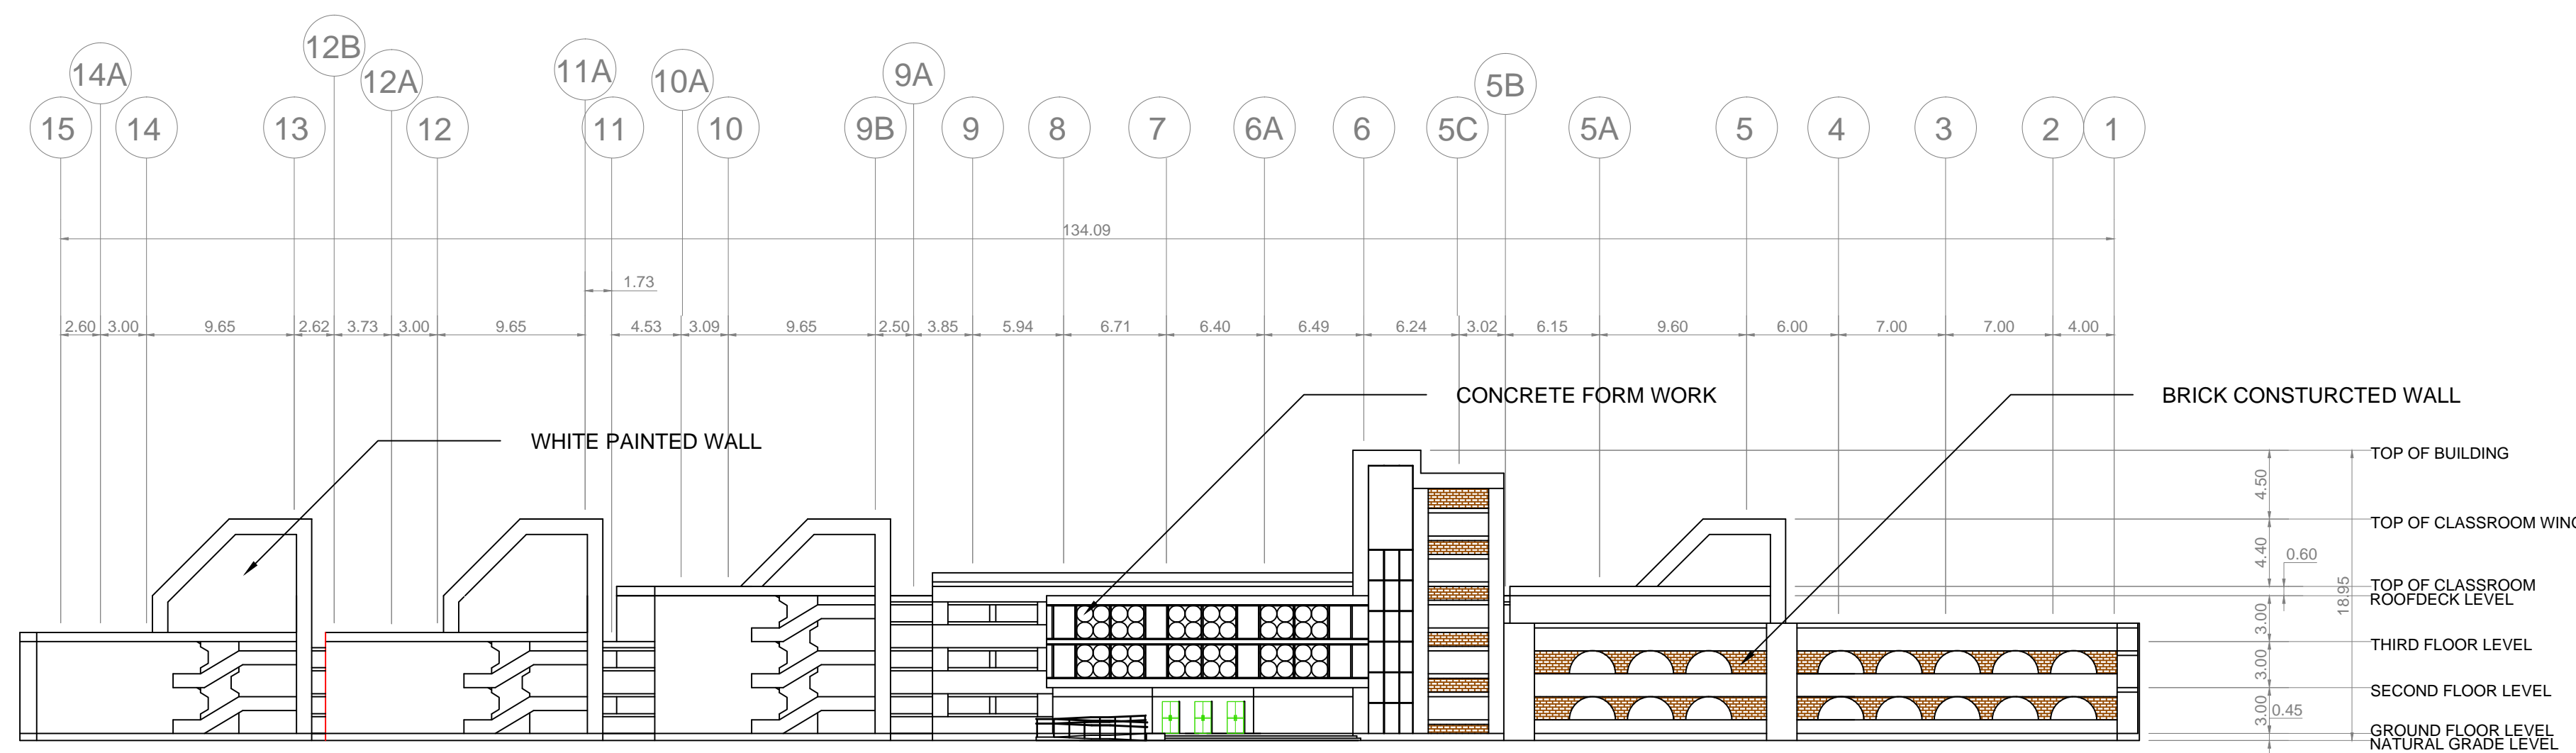 12B
11A
14A
12A
10A
9A
5B
15
14
13
12
11
10
9B
9
8
7
6A
6
5C
5A
5
4
3
2
1
134.09
1.73
2.60 3.00 9.65 2.62 3.73 3.00 9.65 4.53 3.09 9.65 2.50 3.85 5.94 6.71 6.40 6.49 6.24 3.02 6.15 9.60 6.00 7.00 7.00 4.00
CONCRETE FORM WORK
BRICK CONSTURCTED WALL
WHITE PAINTED WALL
TOP OF BUILDING
4.50
TOP OF CLASSROOM WING
4.40
0.60
TOP OF CLASSROOM
ROOFDECK LEVEL
18.95
3.00
THIRD FLOOR LEVEL
3.00
SECOND FLOOR LEVEL
3.00
0.45
GROUND FLOOR LEVEL
NATURAL GRADE LEVEL